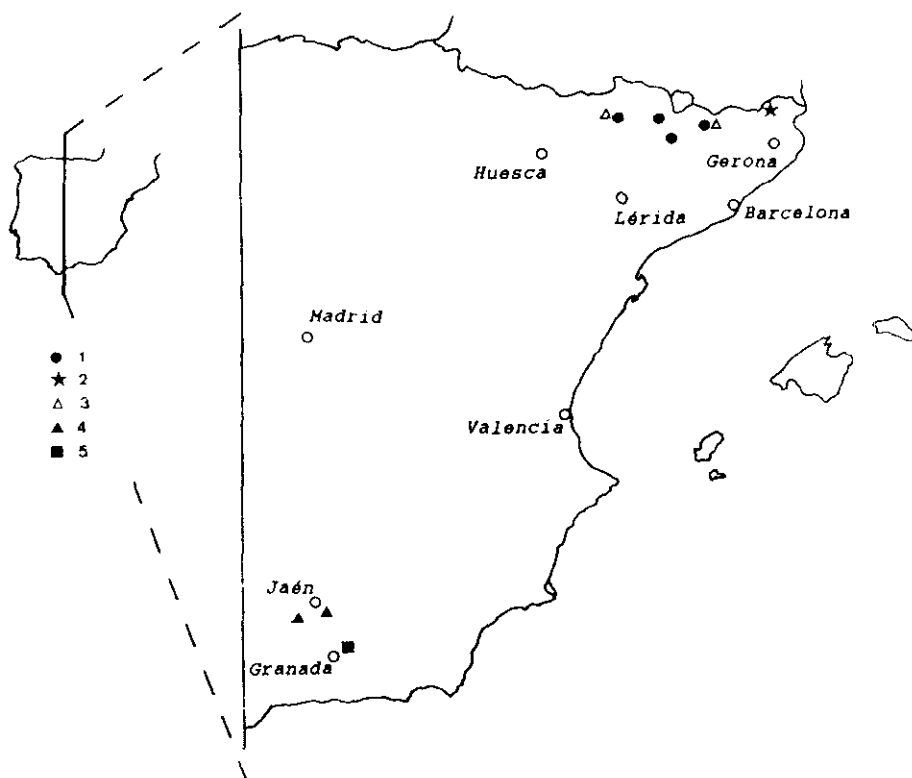 Huesca
Gerona
Lérida
Barcelona
Madrid
1
2
3
4
5
Valencia
Jaén
Granada